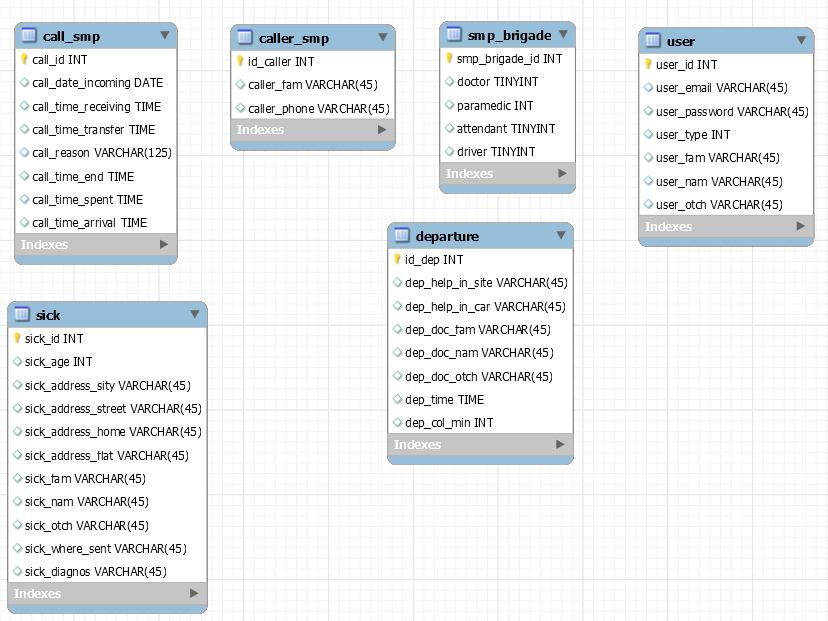 call_smp
call_id INT
call_date_incoming DATE
call_time_receiving TIME
call_time_transfer TIME
call_reason VARCHAR(125)
call_time_end TIME
call_time_spent TIME
call_time_arrival TIME
Indexes
caller_smp
id_caller INT
caller_fam VARCHAR(45)
caller_phone VARCHAR(45)
Indexes
smp_brigade
smp_brigade_id INT
doctor TINYINT
paramedic INT
attendant TINYINT
driver TINYINT
Indexes
user
user_id INT
user_email VARCHAR(45)
user_password VARCHAR(45)
user_type INT
user_fam VARCHAR(45)
user_nam VARCHAR(45)
user_otch VARCHAR(45)
Indexes
departure
id_dep INT
dep_help_in_site VARCHAR(45)
dep_help_in_car VARCHAR(45)
dep_doc_fam VARCHAR(45)
dep_doc_nam VARCHAR(45)
dep_doc_otch VARCHAR(45)
dep_time TIME
dep_col_min INT
Indexes
sick
sick_id INT
sick_age INT
sick_address_sity VARCHAR(45)
sick_address_street VARCHAR(45)
sick_address_home VARCHAR(45)
sick_address_flat VARCHAR(45)
sick_fam VARCHAR(45)
sick_nam VARCHAR(45)
sick_otch VARCHAR(45)
sick_where_sent VARCHAR(45)
sick_diagnos VARCHAR(45)
Indexes